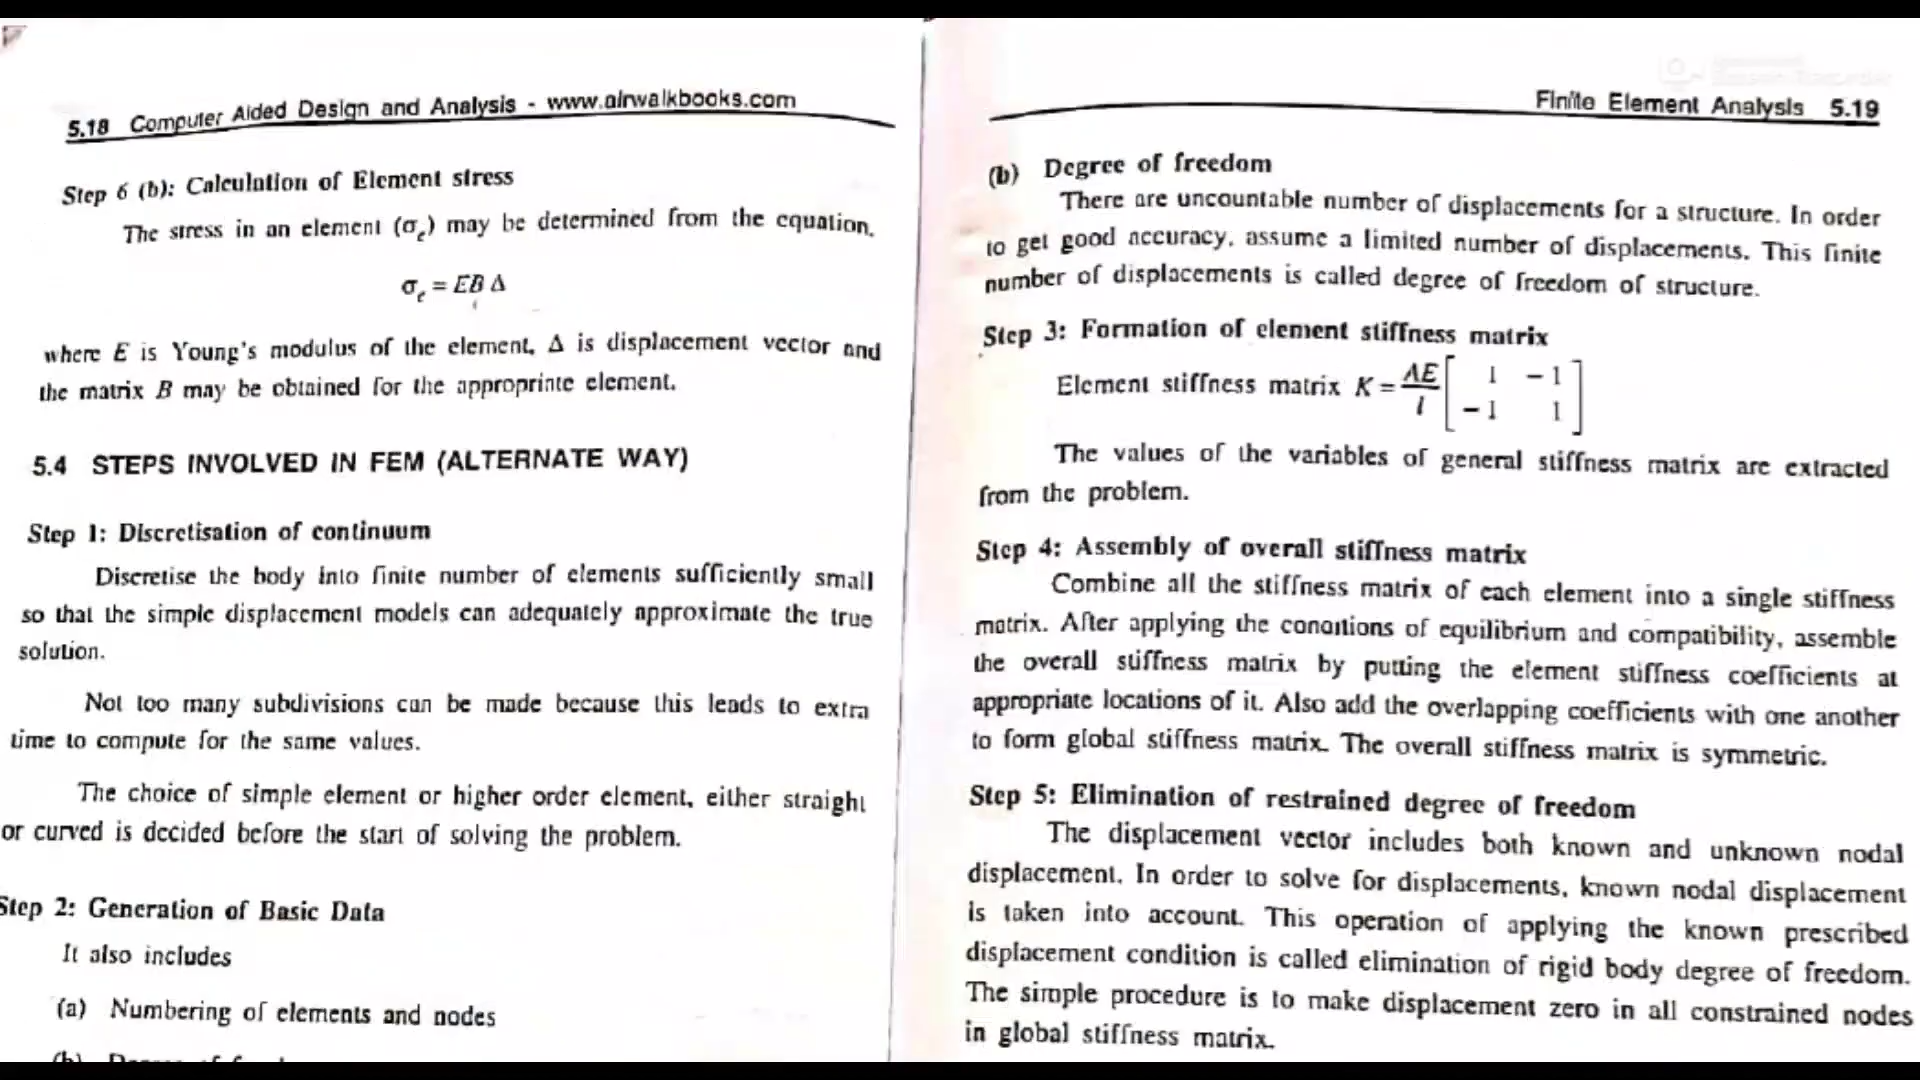 5.18 Computer Aided Design and Analysis - www.airwalkbooks.com
Step 6 (b): Calculation of Element stress
The stress in an element (σe) may be determined from the equation,
σe = EB Δ
where E is Young's modulus of the element, Δ is displacement vector and
the matrix B may be obtained for the appropriate element.
5.4 STEPS INVOLVED IN FEM (ALTERNATE WAY)
Step 1: Discretisation of continuum
Discretise the body into finite number of elements sufficiently small
so that the simple displacement models can adequately approximate the true
solution.
Not too many subdivisions can be made because this leads to extra
time to compute for the same values.
The choice of simple element or higher order element, either straight
or curved is decided before the start of solving the problem.
Step 2: Generation of Basic Data
It also includes
(a) Numbering of elements and nodes
Finite Element Analysis 5.19
(b) Degree of freedom
There are uncountable number of displacements for a structure. In order
to get good accuracy, assume a limited number of displacements. This finite
number of displacements is called degree of freedom of structure.
Step 3: Formation of element stiffness matrix
Element stiffness matrix K = AE/l [1 -1; -1 1]
The values of the variables of general stiffness matrix are extracted
from the problem.
Step 4: Assembly of overall stiffness matrix
Combine all the stiffness matrix of each element into a single stiffness
matrix. After applying the conditions of equilibrium and compatibility, assemble
the overall stiffness matrix by putting the element stiffness coefficients at
appropriate locations of it. Also add the overlapping coefficients with one another
to form global stiffness matrix. The overall stiffness matrix is symmetric.
Step 5: Elimination of restrained degree of freedom
The displacement vector includes both known and unknown nodal
displacement. In order to solve for displacements, known nodal displacement
is taken into account. This operation of applying the known prescribed
displacement condition is called elimination of rigid body degree of freedom.
The simple procedure is to make displacement zero in all constrained nodes
in global stiffness matrix.